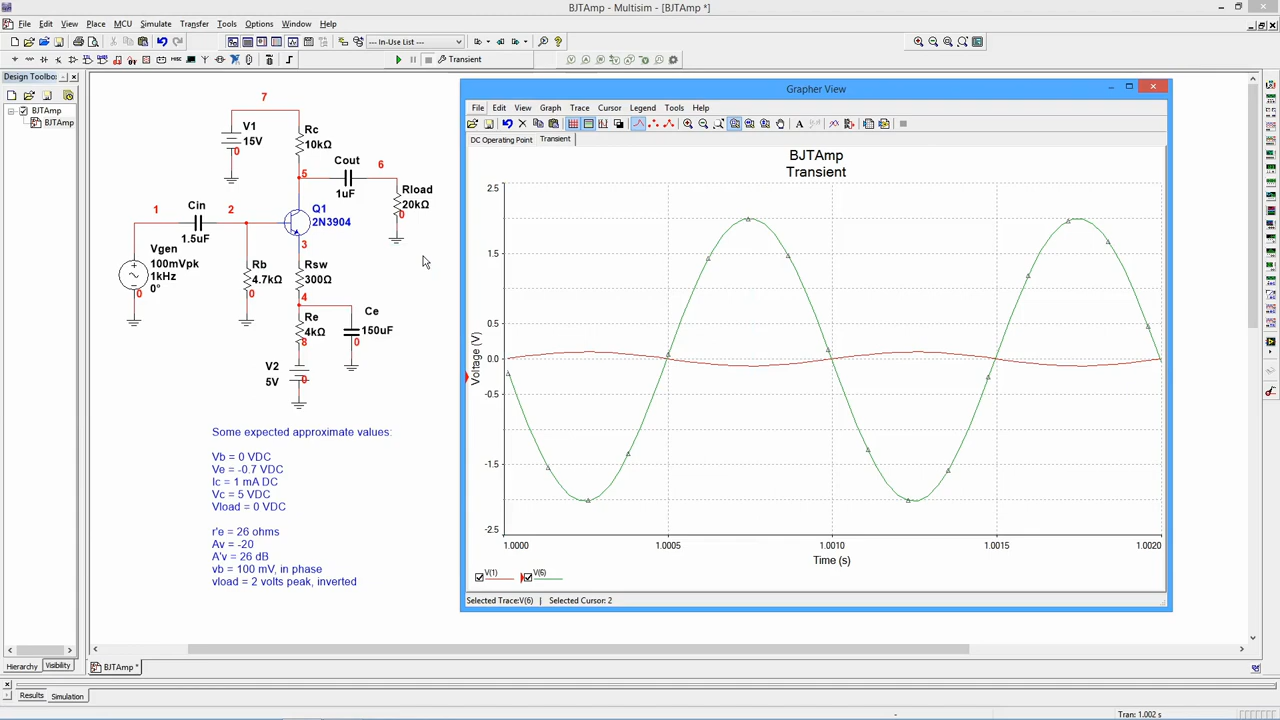 BJTAmp - Multisim - [BJTAmp *]
File Edit View Place MCU Simulate Transfer Tools Options Window Help
--- In-Use List ---
Transient
Design Toolbo:
BJTAmp
BJTAmp
7
V1
15V
0
Rc
10kΩ
5
Cout
1uF
6
Rload
20kΩ
0
1
Cin
1.5uF
2
Q1
2N3904
3
Vgen
100mVpk
1kHz
0°
0
Rb
4.7kΩ
0
Rsw
300Ω
4
Re
4kΩ
8
Ce
150uF
0
V2
5V
0
Some expected approximate values:
Vb = 0 VDC
Ve = -0.7 VDC
Ic = 1 mA DC
Vc = 5 VDC
Vload = 0 VDC
r'e = 26 ohms
Av = -20
A'v = 26 dB
vb = 100 mV, in phase
vload = 2 volts peak, inverted
Grapher View
File Edit View Graph Trace Cursor Legend Tools Help
DC Operating Point Transient
BJTAmp
Transient
Voltage (V)
2.5
1.5
0.5
0.0
-0.5
-1.5
-2.5
1.0000 1.0005 1.0010 1.0015 1.0020
Time (s)
V(1) V(6)
Selected Trace:V(6) | Selected Cursor: 2
Hierarchy Visibility
BJTAmp *
Results Simulation
Tran: 1.002 s